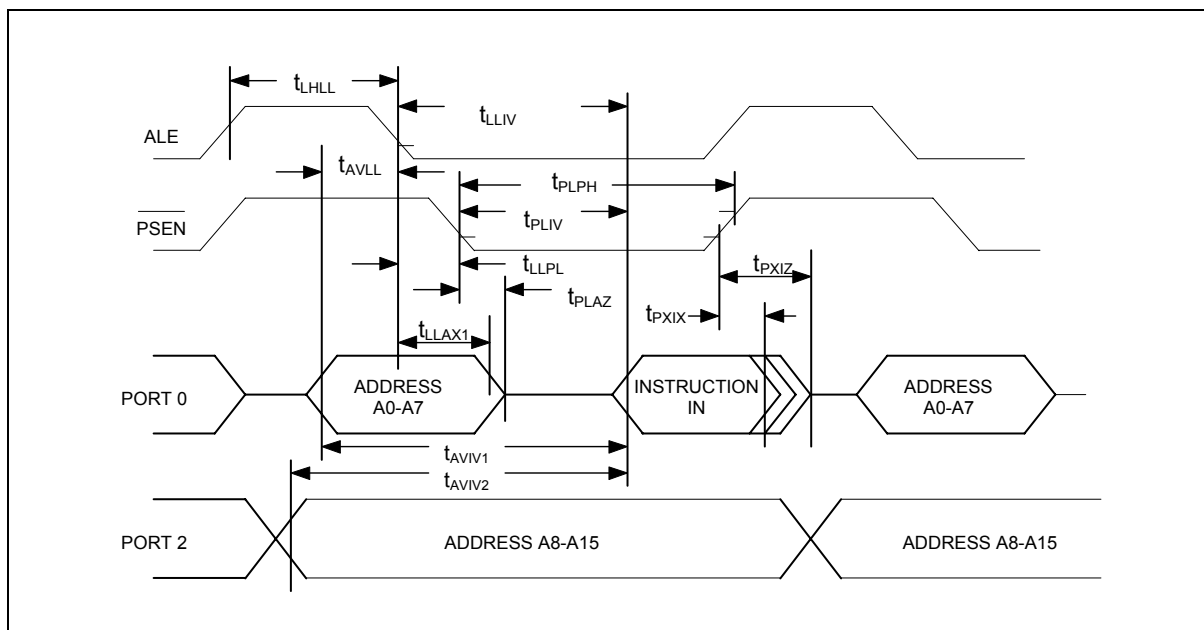 tLHLL
tLLIV
ALE
tAVLL
tPLPH
PSEN
tPLIV
tLLPL
tPXIZ
tPLAZ
tPXIX
tLLAX1
PORT 0
ADDRESS
A0-A7
INSTRUCTION
IN
ADDRESS
A0-A7
tAVIV1
tAVIV2
PORT 2
ADDRESS A8-A15
ADDRESS A8-A15